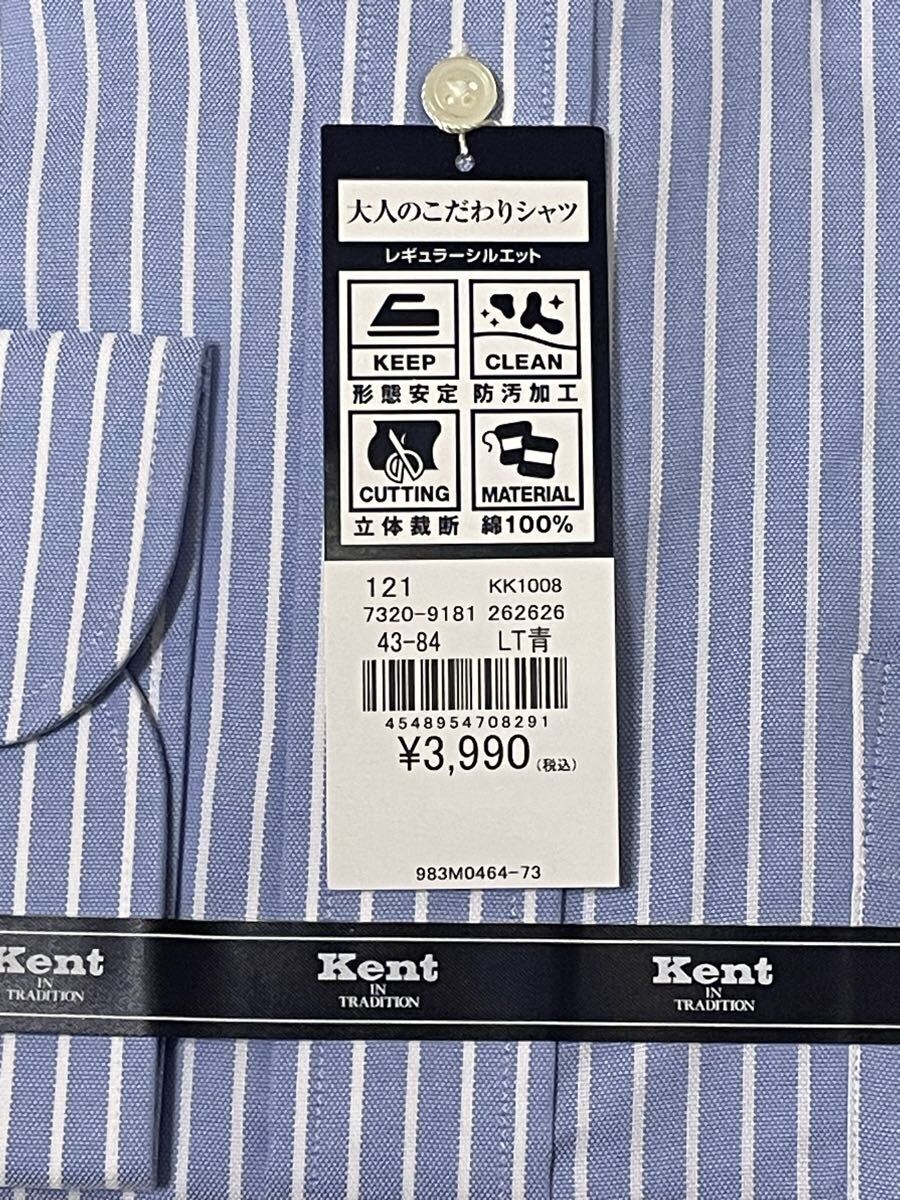 大人のこだわりシャツ
レギュラーシルエット
KEEP
形態安定
CLEAN
防汚加工
CUTTING
立体裁断
MATERIAL
綿100%
121 KK1008
7320-9181 262626
43-84 LT青
4548954708291
¥3,990(税込)
983M0464-73
Kent
IN
TRADITION
Kent
IN
TRADITION
Kent
IN
TRADITION